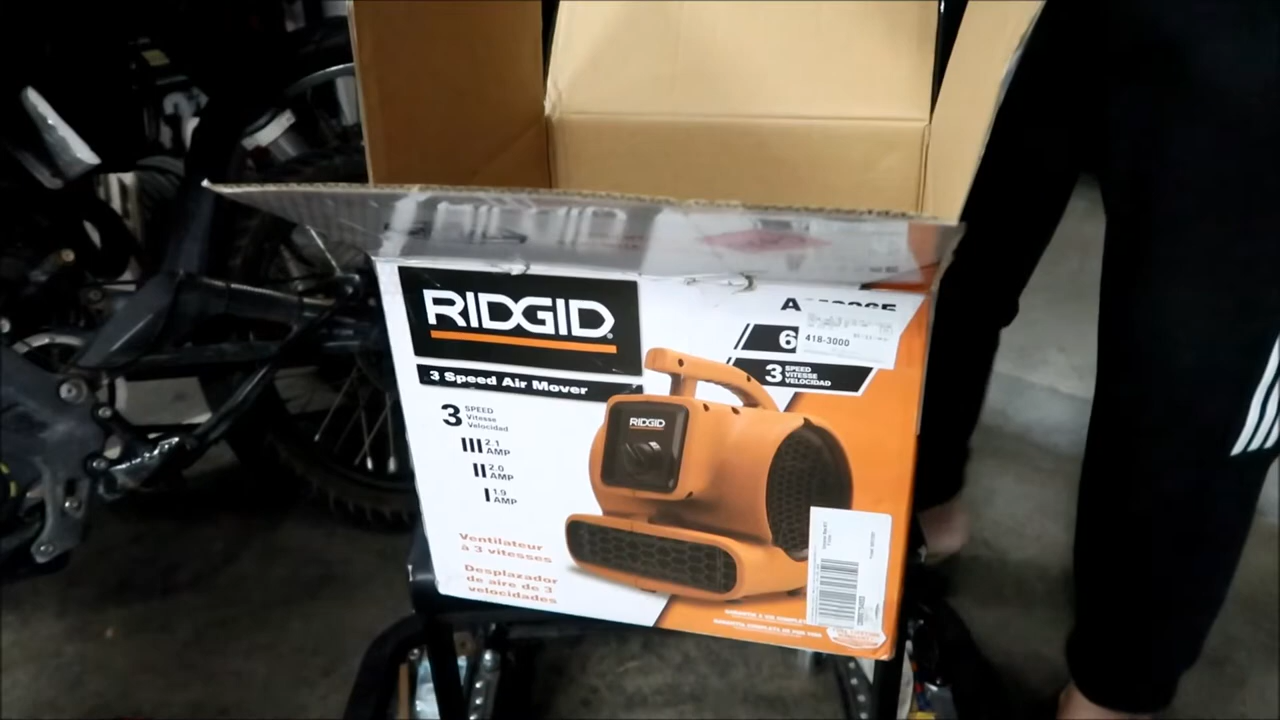 RIDGID
3 Speed Air Mover
6
418-3000
3 SPEED
VITESSE
VELOCIDAD
3 SPEED
Vitesse
Velocidad
III 2.1
AMP
II 2.0
AMP
I 1.9
AMP
RIDGID
Ventilateur
à 3 vitesses
Desplazador
de aire de 3
velocidades